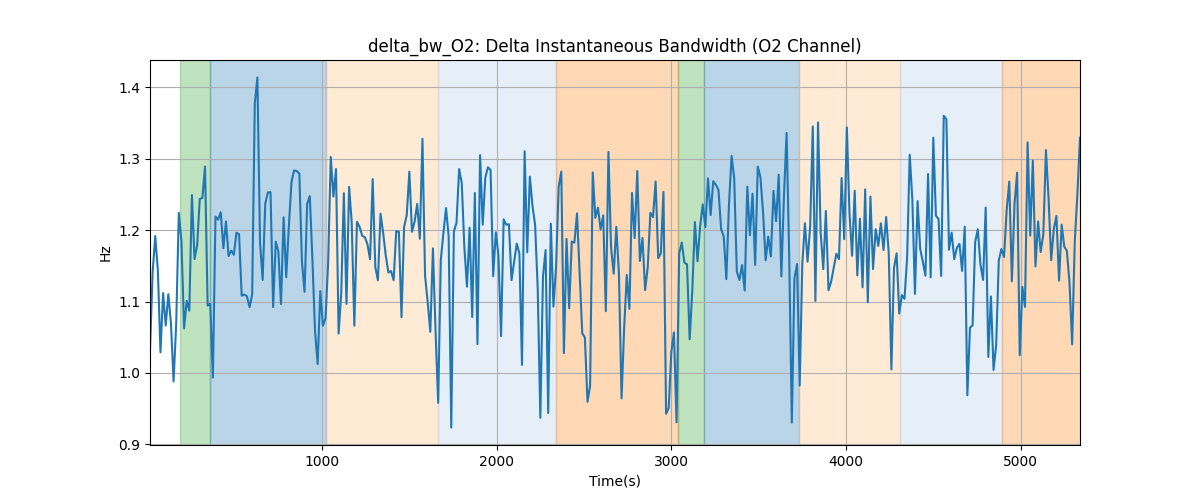 delta_bw_O2: Delta Instantaneous Bandwidth (O2 Channel)
1.4
1.3
1.2
1.1
1.0
0.9
Hz
1000 2000 3000 4000 5000
Time(s)